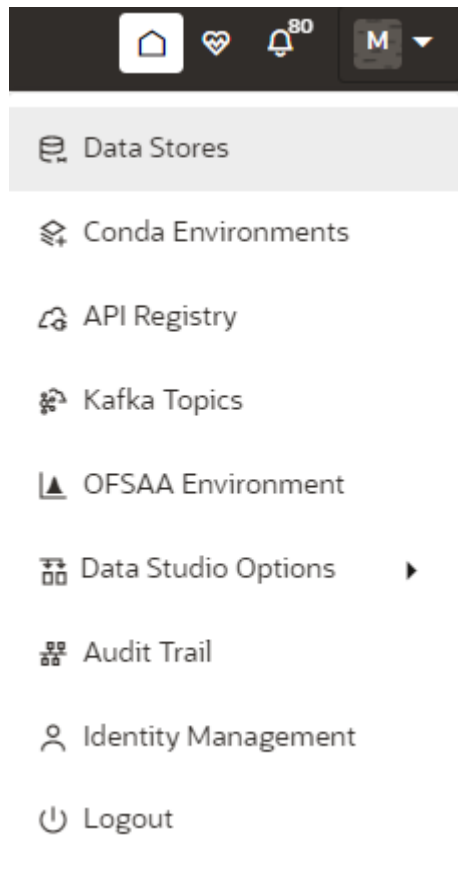 80
M
Data Stores
Conda Environments
API Registry
Kafka Topics
OFSAA Environment
Data Studio Options
Audit Trail
Identity Management
Logout